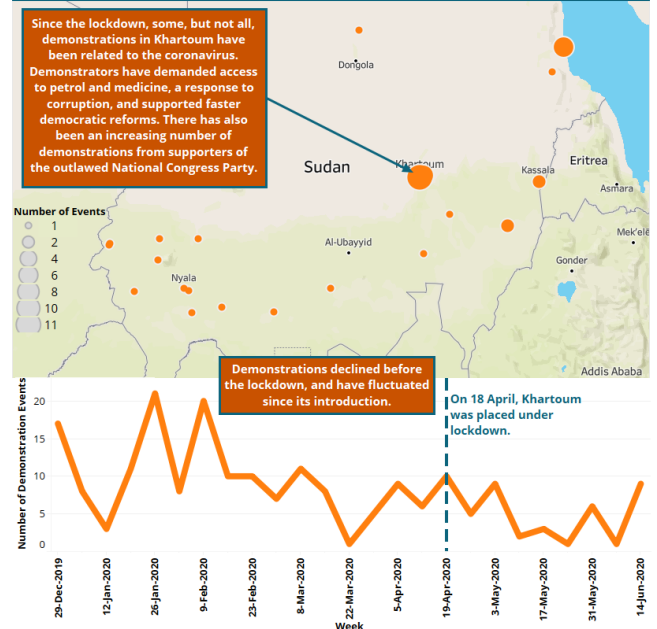 Since the lockdown, some, but not all,
demonstrations in Khartoum have
been related to the coronavirus.
Demonstrators have demanded access
to petrol and medicine, a response to
corruption, and supported faster
democratic reforms. There has also
been an increasing number of
demonstrations from supporters of
the outlawed National Congress Party.
Dongola
Sudan
Khartoum
Kassala
Eritrea
Asmara
Number of Events
1
2
4
6
8
10
11
Al-Ubayyid
Mek'ele
Gonder
Nyala
Addis Ababa
Demonstrations declined before
the lockdown, and have fluctuated
since its introduction.
On 18 April, Khartoum
was placed under
lockdown.
Number of Demonstration Events
20
15
10
5
0
29-Dec-2019
12-Jan-2020
26-Jan-2020
9-Feb-2020
23-Feb-2020
8-Mar-2020
22-Mar-2020
5-Apr-2020
19-Apr-2020
3-May-2020
17-May-2020
31-May-2020
14-Jun-2020
Week